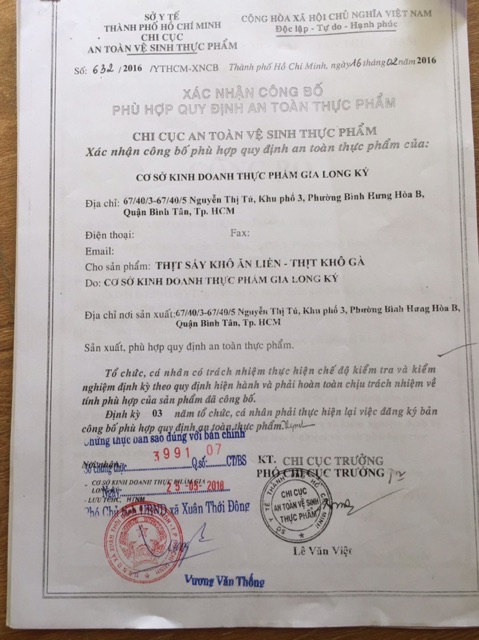 SỞ Y TẾ
THÀNH PHỐ HỒ CHÍ MINH
CHI CỤC
AN TOÀN VỆ SINH THỰC PHẨM
CỘNG HÒA XÃ HỘI CHỦ NGHĨA VIỆT NAM
Độc lập - Tự do - Hạnh phúc
Số: 632/2016 /YTHCM-XNCB
Thành phố Hồ Chí Minh, ngày 16 tháng 02 năm 2016
XÁC NHẬN CÔNG BỐ
PHÙ HỢP QUY ĐỊNH AN TOÀN THỰC PHẨM
CHI CỤC AN TOÀN VỆ SINH THỰC PHẨM
Xác nhận công bố phù hợp quy định an toàn thực phẩm của:
CƠ SỞ KINH DOANH THỰC PHẨM GIA LONG KÝ
Địa chỉ: 67/40/3-67/40/5 Nguyễn Thị Tú, Khu phố 3, Phường Bình Hưng Hòa B,
Quận Bình Tân, Tp. HCM
Điện thoại: Fax:
Email:
Cho sản phẩm: THỊT SẤY KHÔ ĂN LIỀN - THỊT KHÔ GÀ
Do: CƠ SỞ KINH DOANH THỰC PHẨM GIA LONG KÝ
Địa chỉ nơi sản xuất: 67/40/3-67/40/5 Nguyễn Thị Tú, Khu phố 3, Phường Bình Hưng Hòa B,
Quận Bình Tân, Tp. HCM
Sản xuất, phù hợp quy định an toàn thực phẩm.
Tổ chức, cá nhân có trách nhiệm thực hiện chế độ kiểm tra và kiểm
nghiệm định kỳ theo quy định hiện hành và phải hoàn toàn chịu trách nhiệm về
tính phù hợp của sản phẩm đã công bố.
Định kỳ 03 năm tổ chức, cá nhân phải thực hiện lại việc đăng ký bản
công bố phù hợp quy định an toàn thực phẩm.
Chứng thực bản sao đúng với bản chính
Số chứng thực 3991 Q.số: 07 CT/BS
Nơi nhận:
- CƠ SỞ KINH DOANH THỰC PHẨM GIA
LONG
Ngày 25-05-2016
- LƯU:
Phó Chủ tịch UBND xã Xuân Thới Đông
Vương Văn Thống
KT. CHI CỤC TRƯỞNG
PHÓ CHI CỤC TRƯỞNG
CHI CỤC
AN TOÀN VỆ SINH
THỰC PHẨM
Lê Văn Việt